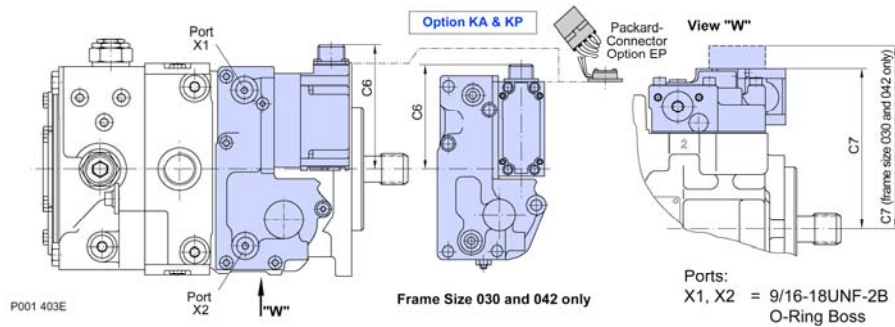 Port
X1
Option KA & KP
Packard-
Connector
Option EP
View "W"
C6
C6
C7
C7 (frame size 030 and 042 only)
2
Port
X2
"W"
P001 403E
Frame Size 030 and 042 only
Ports:
X1, X2 = 9/16-18UNF-2B
O-Ring Boss